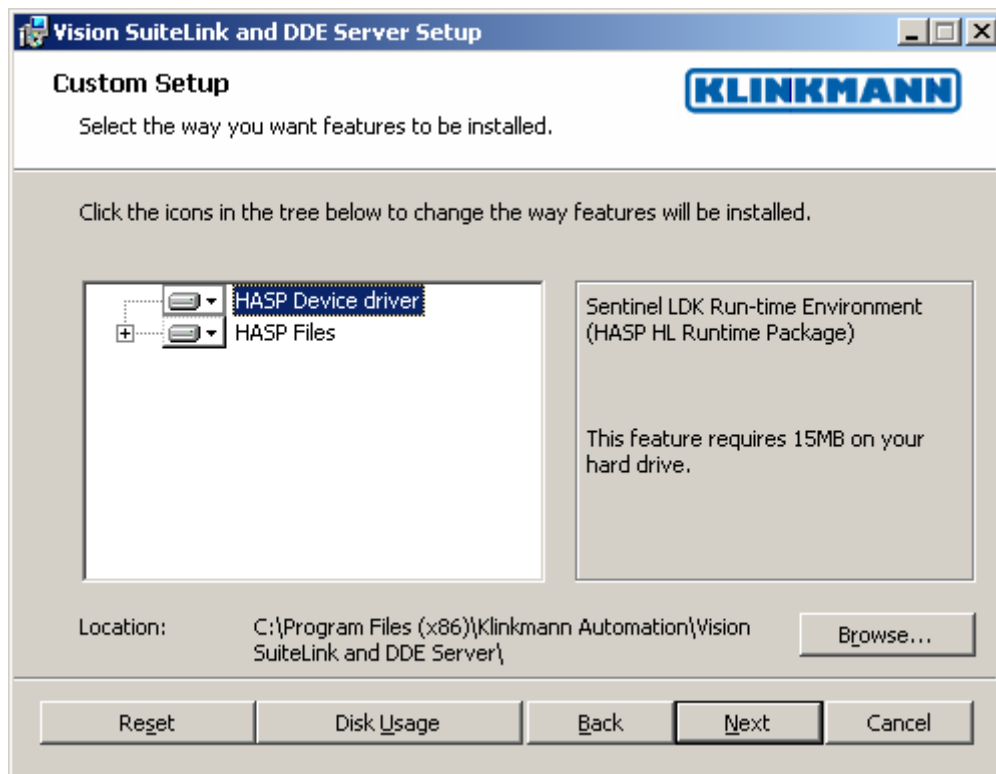 Vision SuiteLink and DDE Server Setup
Custom Setup
KLINKMANN
Select the way you want features to be installed.
Click the icons in the tree below to change the way features will be installed.
HASP Device driver
HASP Files
Sentinel LDK Run-time Environment
(HASP HL Runtime Package)
This feature requires 15MB on your
hard drive.
Location:
C:\Program Files (x86)\Klinkmann Automation\Vision
SuiteLink and DDE Server\
Browse...
Reset
Disk Usage
Back
Next
Cancel